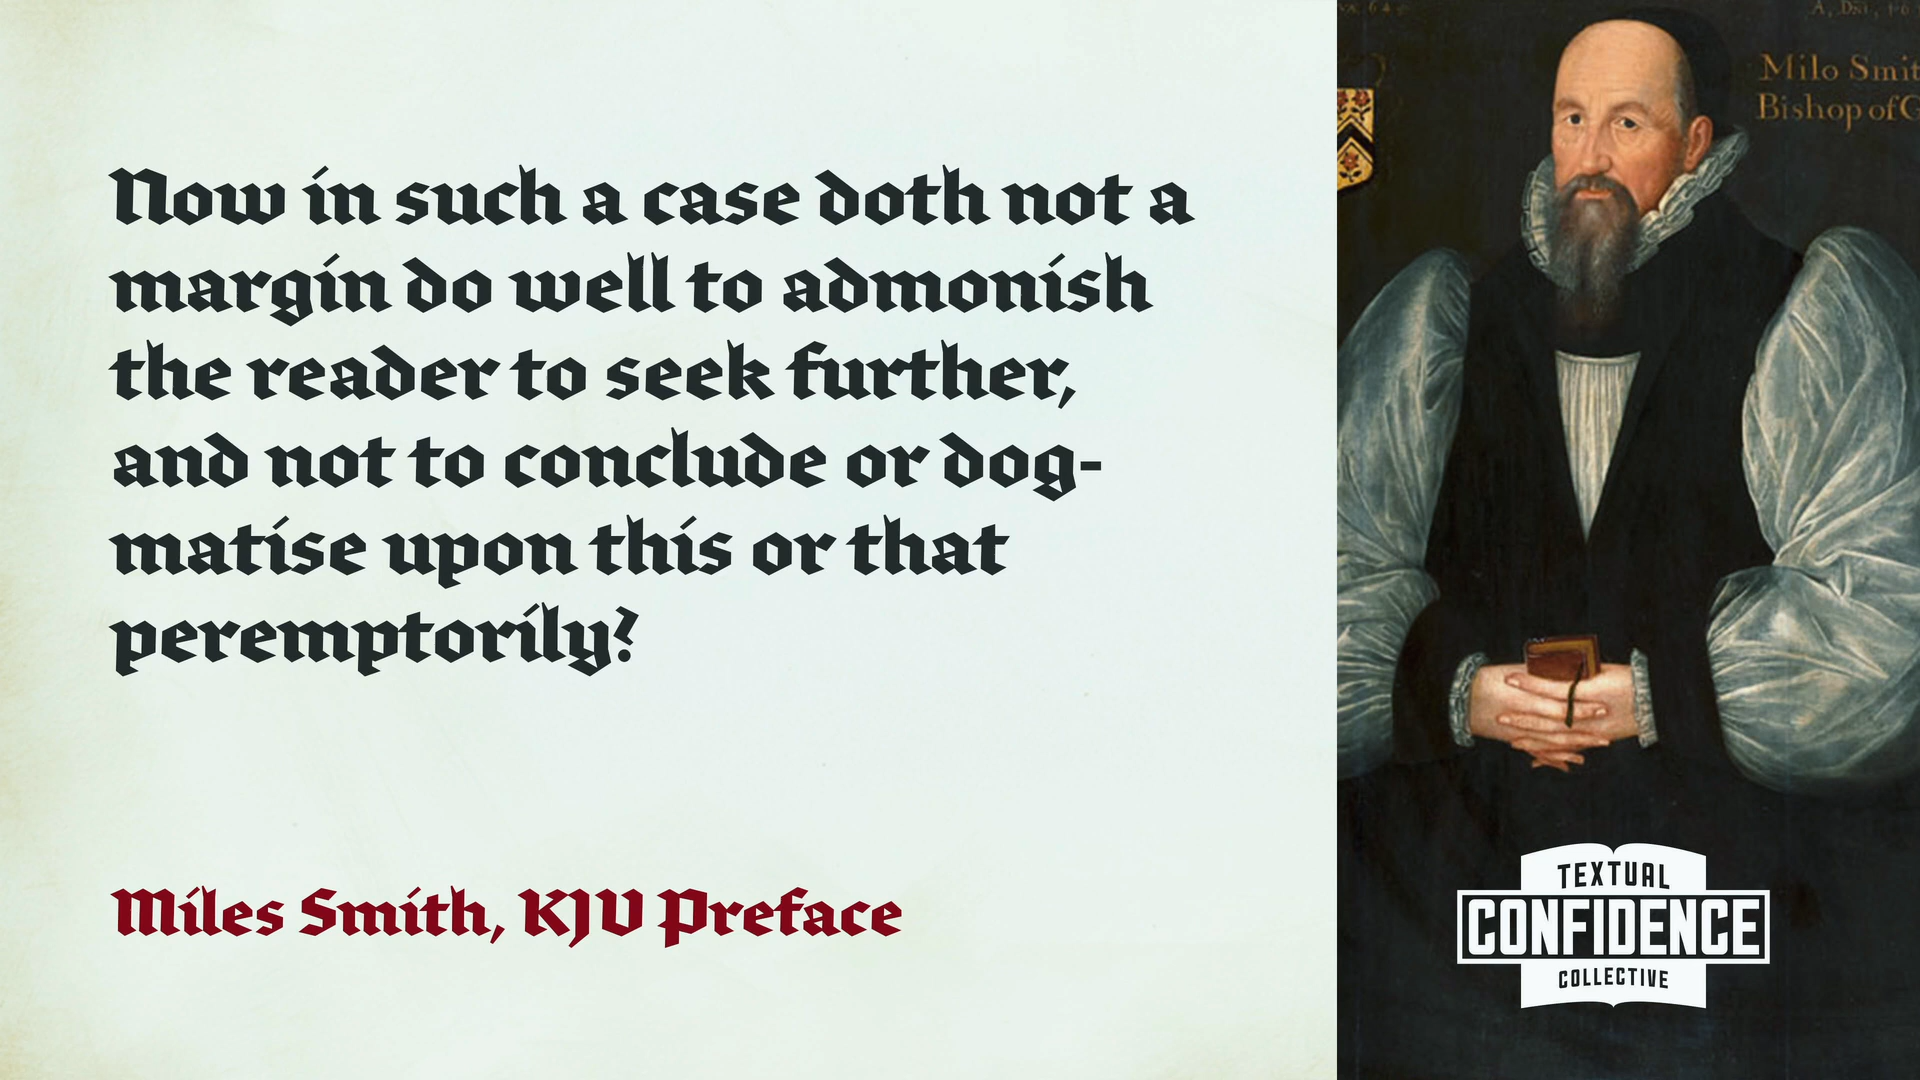 Now in such a case doth not a
margin do well to admonish
the reader to seek further,
and not to conclude or dog-
matise upon this or that
peremptorily?
Miles Smith, KJV Preface
A, Dni, 16
Milo Smit
Bishop of G
TEXTUAL
CONFIDENCE
COLLECTIVE